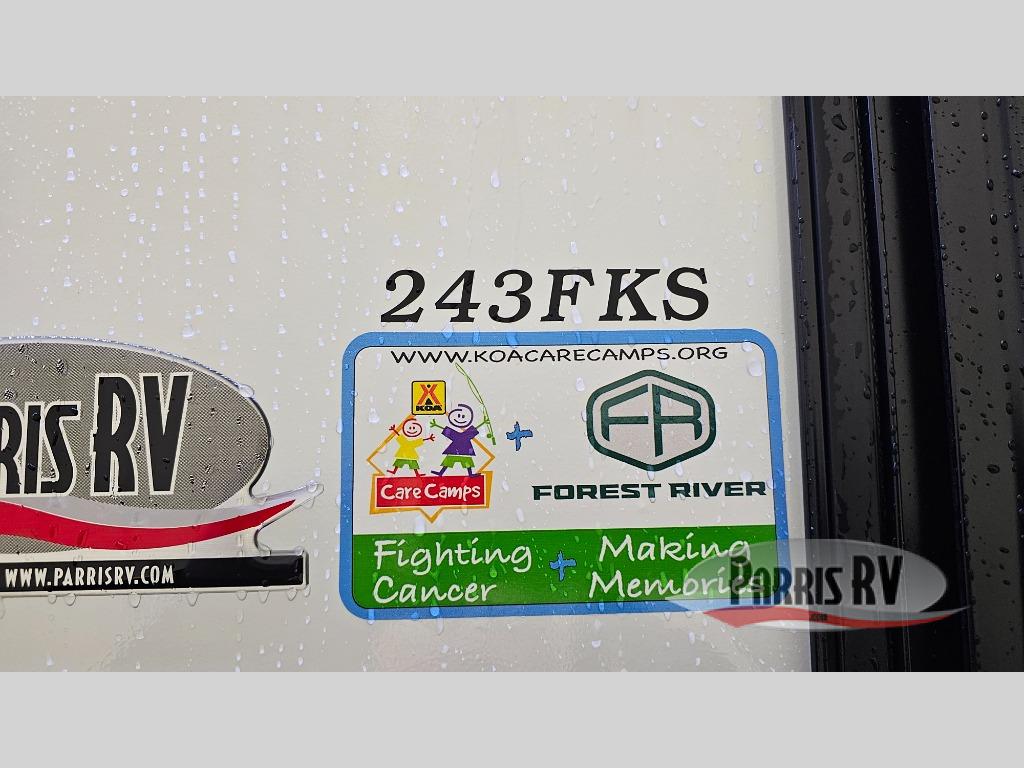 243FKS
WWW.KOACARECAMPS.ORG
KOA
Care Camps
+
FR
FOREST RIVER
Fighting + Making
Cancer Memories
RIS RV
WWW.PARRISRV.COM
PARRIS RV